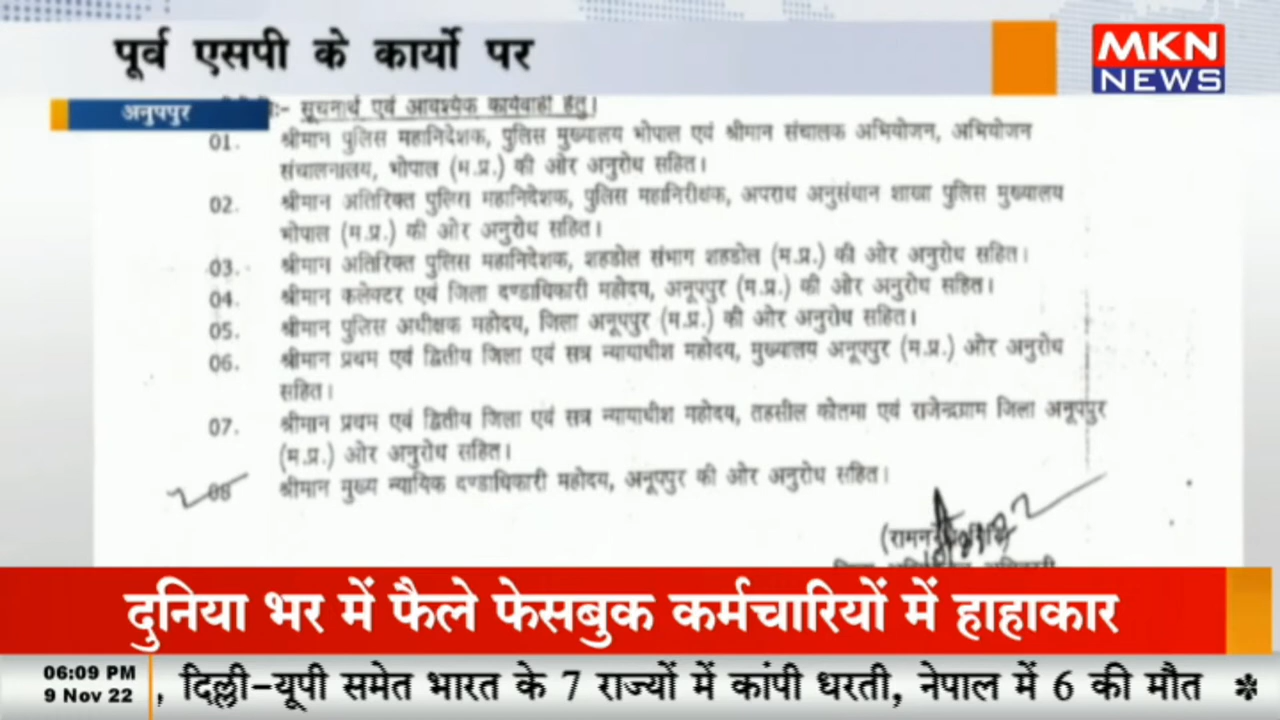 पूर्व एसपी के कार्यो पर
MKN
NEWS
अनुपपुर
:- सूचनार्थ एवं आवश्येक कार्यवाही हेतु।
01. श्रीमान पुलिस महानिदेशक, पुलिस मुख्यालय भोपाल एवं श्रीमान संचालक अभियोजन, अभियोजन
संचालनालय, भोपाल (म.प्र.) की ओर अनुरोध सहित।
02. श्रीमान अतिरिक्त पुलिस महानिदेशक, पुलिस महानिरीक्षक, अपराध अनुसंधान शाखा पुलिस मुख्यालय
भोपाल (म.प्र.) की ओर अनुरोध सहित।
03. श्रीमान अतिरिक्त पुलिस महानिदेशक, शहडोल संभाग शहडोल (म.प्र.) की ओर अनुरोध सहित।
04. श्रीमान कलेक्टर एवं जिला दण्डाधिकारी महोदय, अनूपपुर (म.प्र.) की ओर अनुरोध सहित।
05. श्रीमान पुलिस अधीक्षक महोदय, जिला अनूपपुर (म.प्र.) की ओर अनुरोध सहित।
06. श्रीमान प्रथम एवं द्वितीय जिला एवं सत्र न्यायाधीश महोदय, मुख्यालय अनूपपुर (म.प्र.) ओर अनुरोध
सहित।
07. श्रीमान प्रथम एवं द्वितीय जिला एवं सत्र न्यायाधीश महोदय, तहसील कोतमा एवं राजेन्द्रग्राम जिला अनूपपुर
(म.प्र.) ओर अनुरोध सहित।
08 श्रीमान मुख्य न्यायिक दण्डाधिकारी महोदय, अनूपपुर की ओर अनुरोध सहित।
दुनिया भर में फैले फेसबुक कर्मचारियों में हाहाकार
06:09 PM
9 Nov 22
, दिल्ली-यूपी समेत भारत के 7 राज्यों में कांपी धरती, नेपाल में 6 की मौत ✽